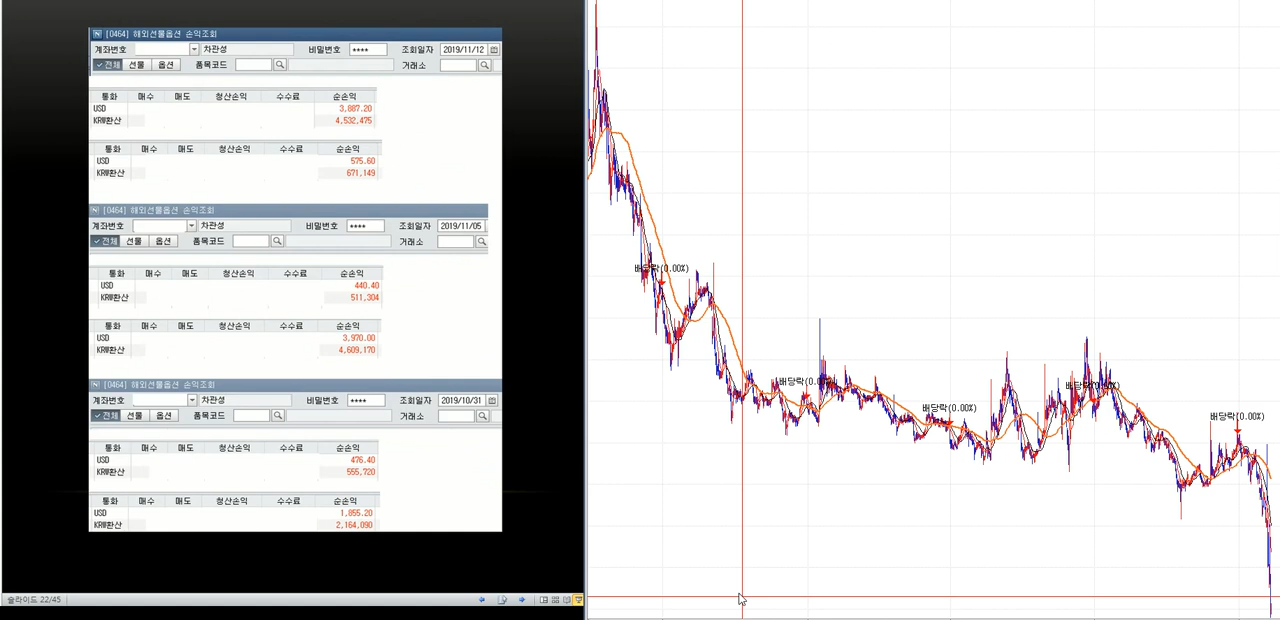 [0464] 해외선물옵션 손익조회
계좌번호 차관성 비밀번호 **** 조회일자 2019/11/12
전체 선물 옵션 품목코드 거래소
통화 매수 매도 청산손익 수수료 순손익
USD 3,887.20
KRW환산 4,532,475
통화 매수 매도 청산손익 수수료 순손익
USD 575.60
KRW환산 671,149
[0464] 해외선물옵션 손익조회
계좌번호 차관성 비밀번호 **** 조회일자 2019/11/05
전체 선물 옵션 품목코드 거래소
통화 매수 매도 청산손익 수수료 순손익
USD 440.40
KRW환산 511,304
통화 매수 매도 청산손익 수수료 순손익
USD 3,970.00
KRW환산 4,609,170
[0464] 해외선물옵션 손익조회
계좌번호 차관성 비밀번호 **** 조회일자 2019/10/31
전체 선물 옵션 품목코드 거래소
통화 매수 매도 청산손익 수수료 순손익
USD 476.40
KRW환산 555,720
통화 매수 매도 청산손익 수수료 순손익
USD 1,855.20
KRW환산 2,164,090
슬라이드 22/45
배당락(0.00%)
배당락(0.00%)
배당락(0.00%)
배당락(0.00%)
배당락(0.00%)